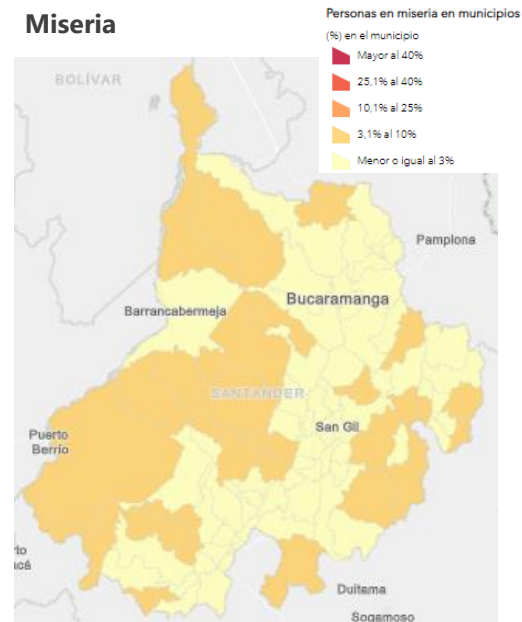 Miseria
Personas en miseria en municipios
(%) en el municipio
Mayor al 40%
25,1% al 40%
10,1% al 25%
3,1% al 10%
Menor o igual al 3%
BOLÍVAR
Pamplona
Bucaramanga
Barrancabermeja
SANTANDER
San Gil
Puerto
Berrío
to
acá
Duitama
Sogamoso